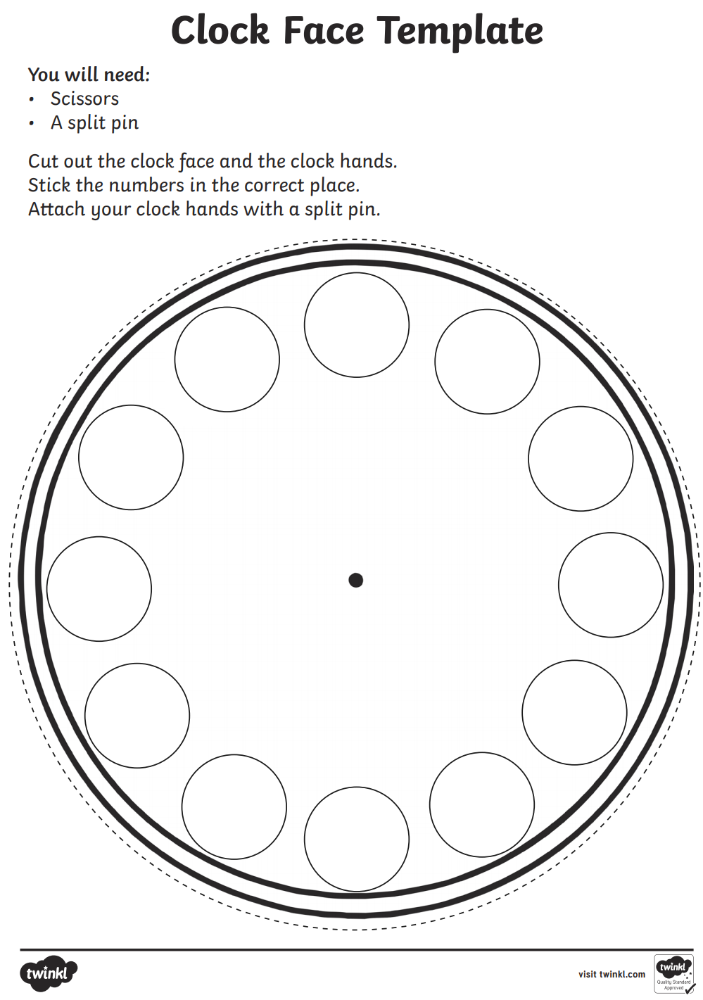 Clock Face Template
You will need:
• Scissors
• A split pin
Cut out the clock face and the clock hands.
Stick the numbers in the correct place.
Attach your clock hands with a split pin.
twinkl
visit twinkl.com
twinkl
Quality Standard
Approved